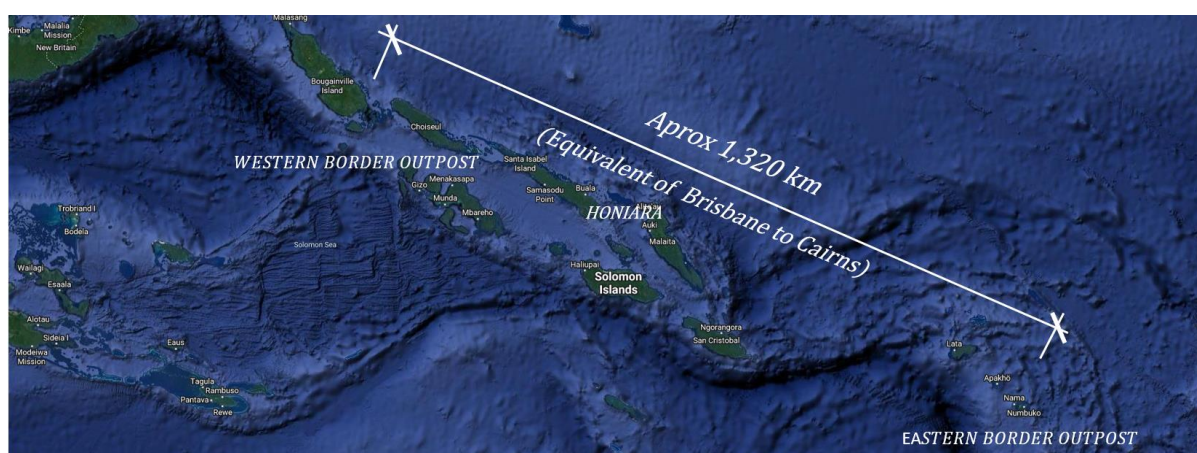 Malasang
Kimbe
Malalia
Mission
New Britain
Bougainville
Island
Choiseul
WESTERN BORDER OUTPOST
Aprox 1,320 km
(Equivalent of Brisbane to Cairns)
Santa Isabel
Island
Menakasapa
Gizo
Munda
Samasodu
Point
Buala
HONIARA
Auki
Malaita
Mbareho
Trobriand I
Bodela
Solomon Sea
Wailagi
Esaala
Haliupai
Solomon
Islands
Alotau
Sideia I
Modeiwa
Mission
Eaus
Ngorangora
San Cristobal
Lata
Tagula
Rambuso
Pantava
Rewe
Apakho
Nama
Numbuko
EASTERN BORDER OUTPOST